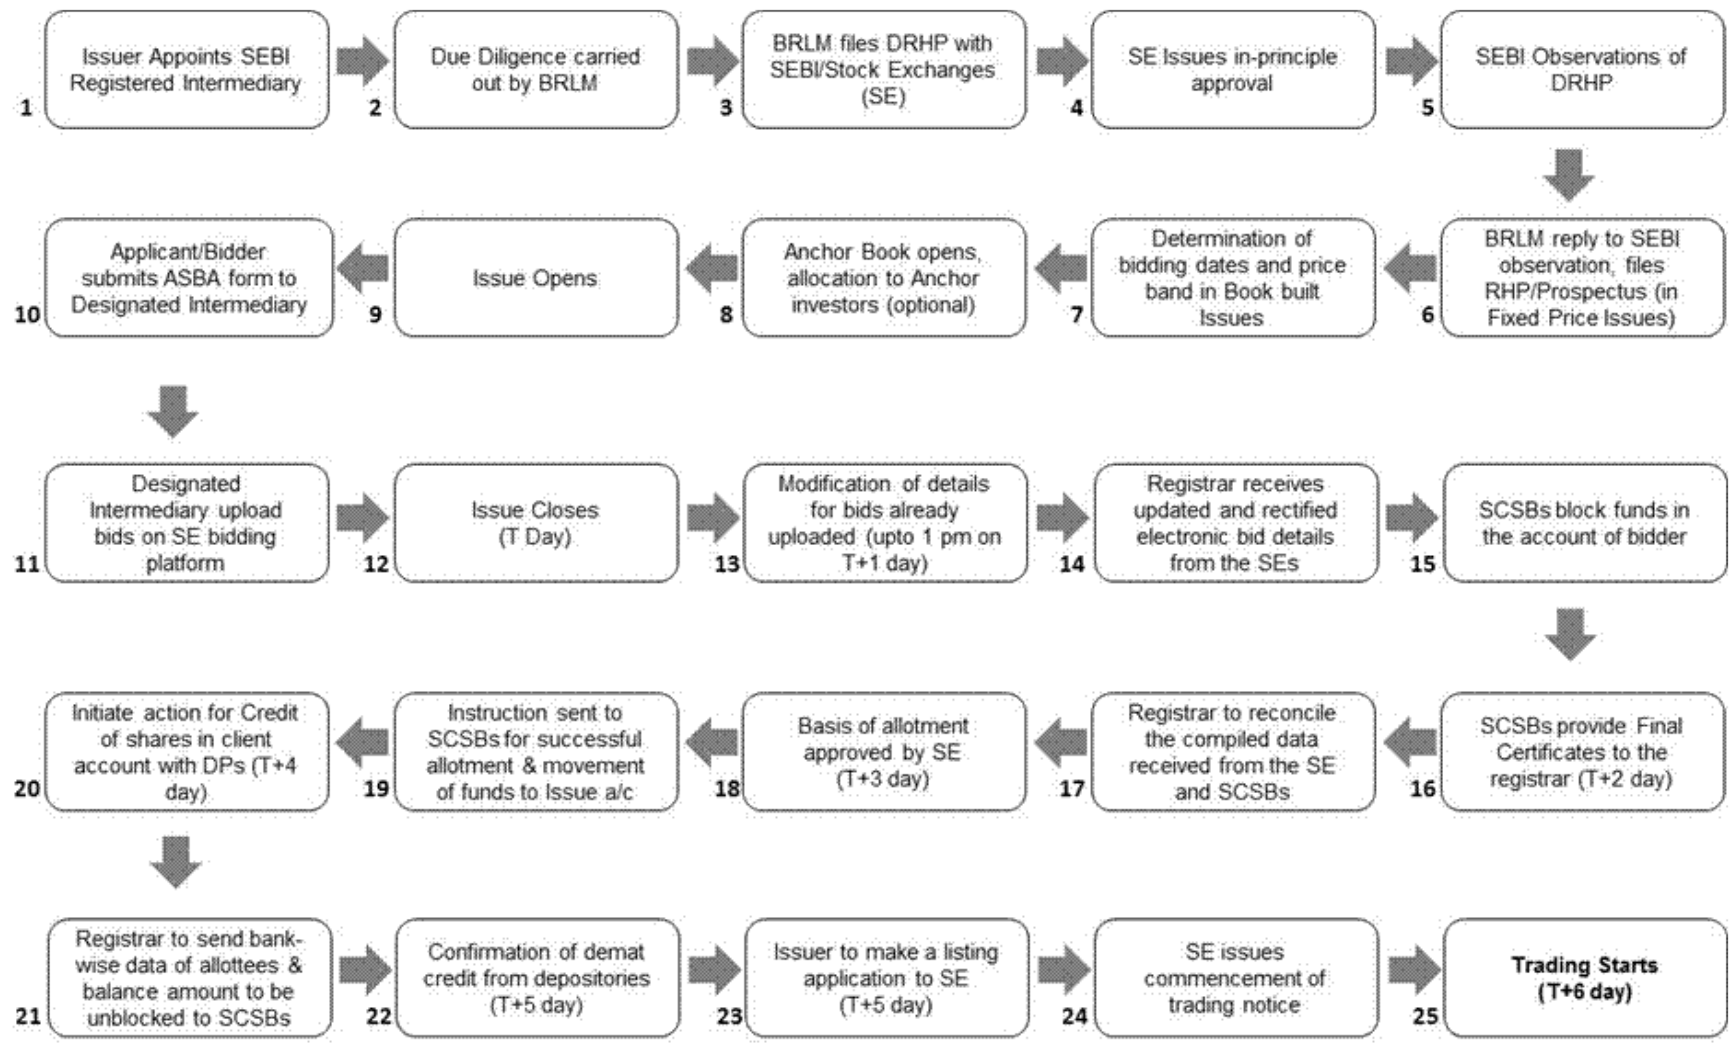 Issuer Appoints SEBI
Registered Intermediary
1
Due Diligence carried
out by BRLM
2
BRLM files DRHP with
SEBI/Stock Exchanges
(SE)
3
SE Issues in-principle
approval
4
SEBI Observations of
DRHP
5
BRLM reply to SEBI
observation, files
RHP/Prospectus (in
Fixed Price Issues)
6
Determination of
bidding dates and price
band in Book built
Issues
7
Anchor Book opens,
allocation to Anchor
investors (optional)
8
Issue Opens
9
Applicant/Bidder
submits ASBA form to
Designated Intermediary
10
Designated
Intermediary upload
bids on SE bidding
platform
11
Issue Closes
(T Day)
12
Modification of details
for bids already
uploaded (upto 1 pm on
T+1 day)
13
Registrar receives
updated and rectified
electronic bid details
from the SEs
14
SCSBs block funds in
the account of bidder
15
SCSBs provide Final
Certificates to the
registrar (T+2 day)
16
Registrar to reconcile
the compiled data
received from the SE
and SCSBs
17
Basis of allotment
approved by SE
(T+3 day)
18
Instruction sent to
SCSBs for successful
allotment & movement
of funds to Issue a/c
19
Initiate action for Credit
of shares in client
account with DPs (T+4
day)
20
Registrar to send bank-
wise data of allottees &
balance amount to be
unblocked to SCSBs
21
Confirmation of demat
credit from depositories
(T+5 day)
22
Issuer to make a listing
application to SE
(T+5 day)
23
SE issues
commencement of
trading notice
24
Trading Starts
(T+6 day)
25